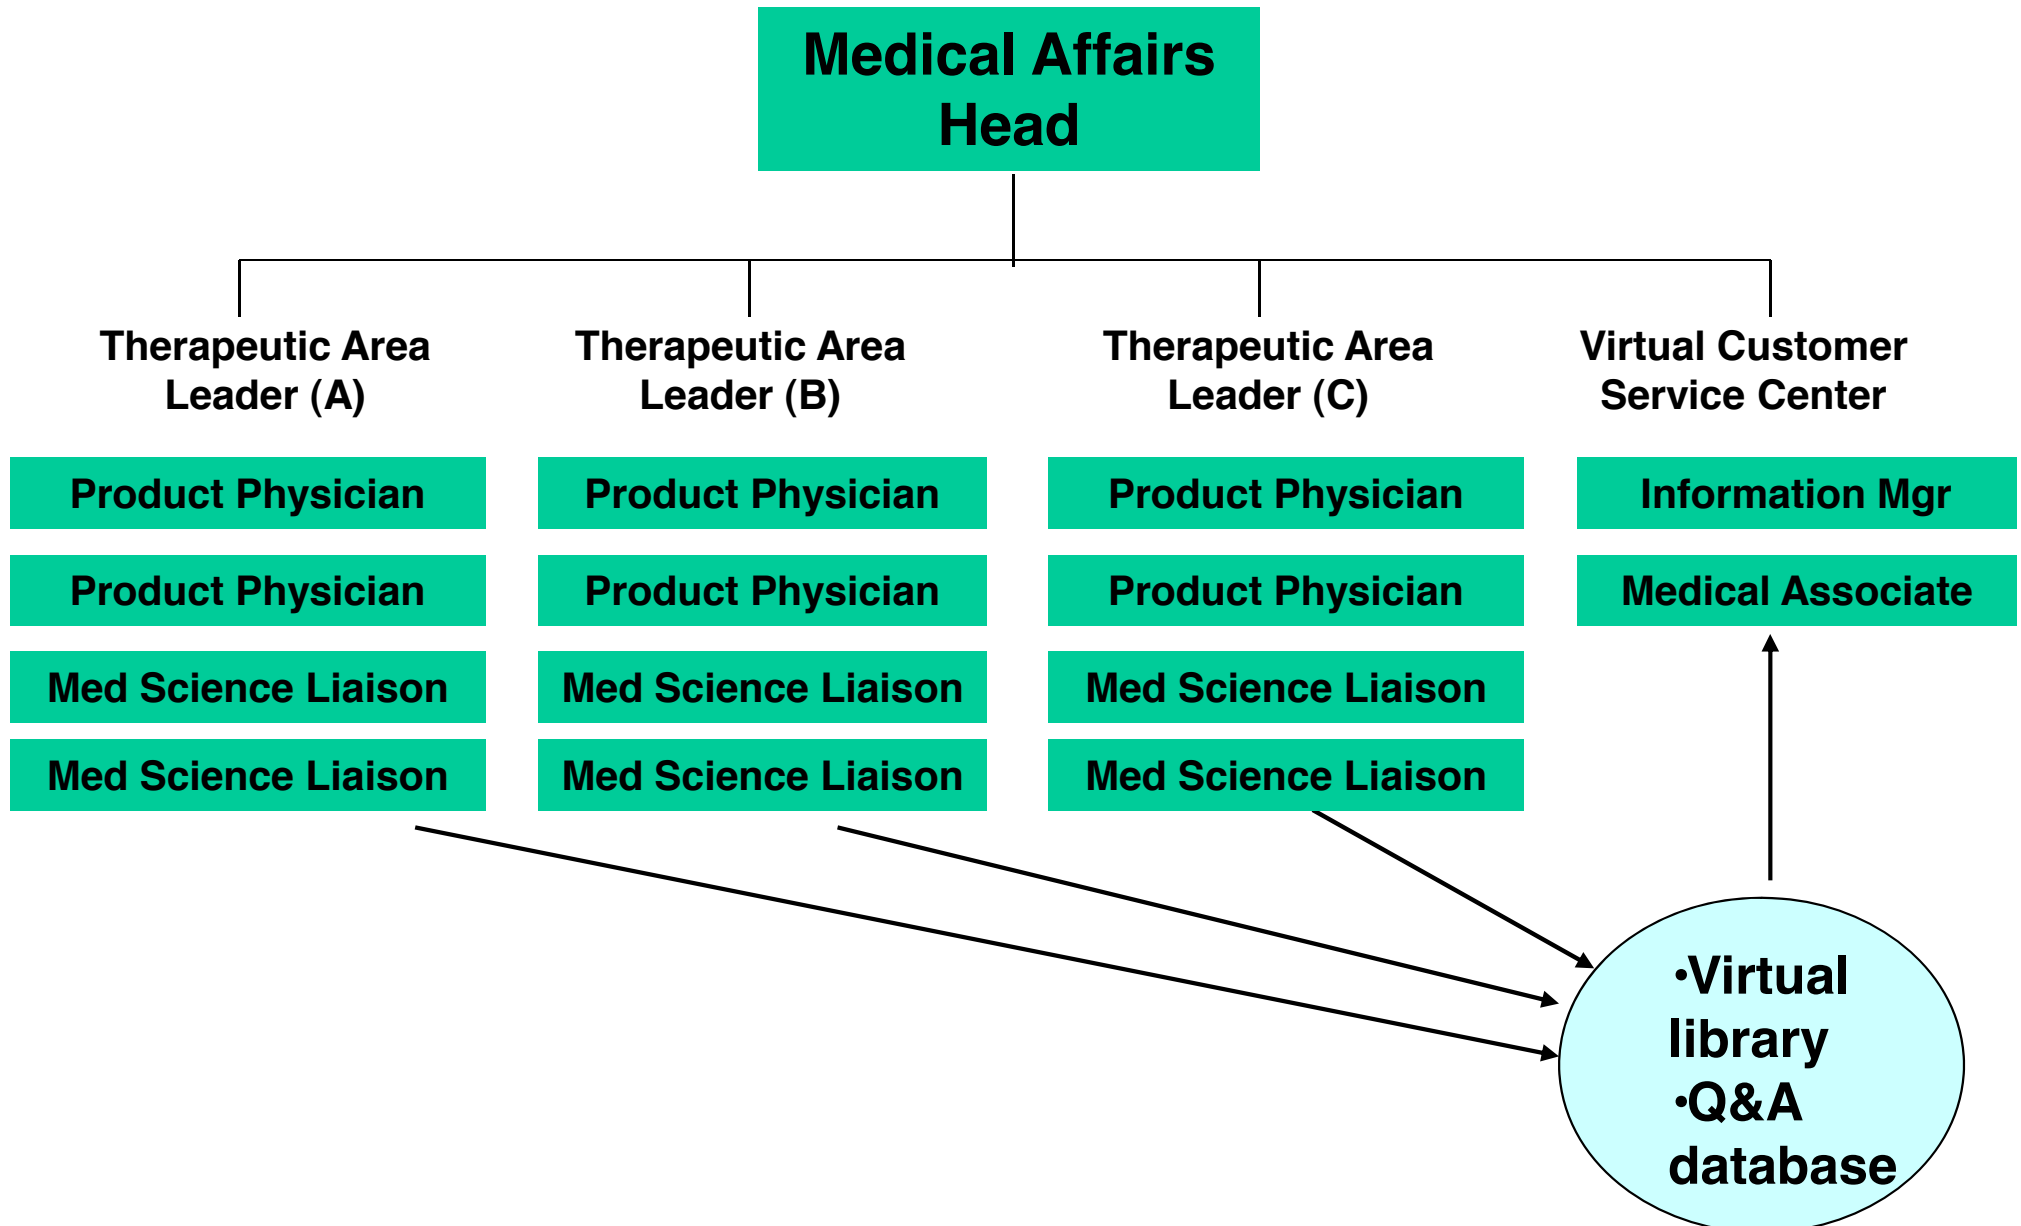 Medical Affairs
Head
Therapeutic Area
Leader (A)
Therapeutic Area
Leader (B)
Therapeutic Area
Leader (C)
Virtual Customer
Service Center
Product Physician
Product Physician
Product Physician
Information Mgr
Product Physician
Product Physician
Product Physician
Medical Associate
Med Science Liaison
Med Science Liaison
Med Science Liaison
Med Science Liaison
Med Science Liaison
Med Science Liaison
•Virtual
library
•Q&A
database